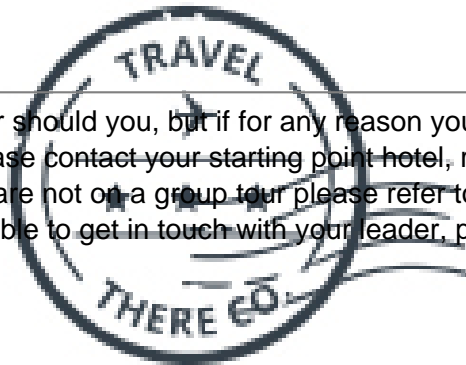 TRAVEL
r should you, but if for any reason you
ase contact your starting point hotel, r
are not on a group tour please refer to
ble to get in touch with your leader, p
THERE CO.